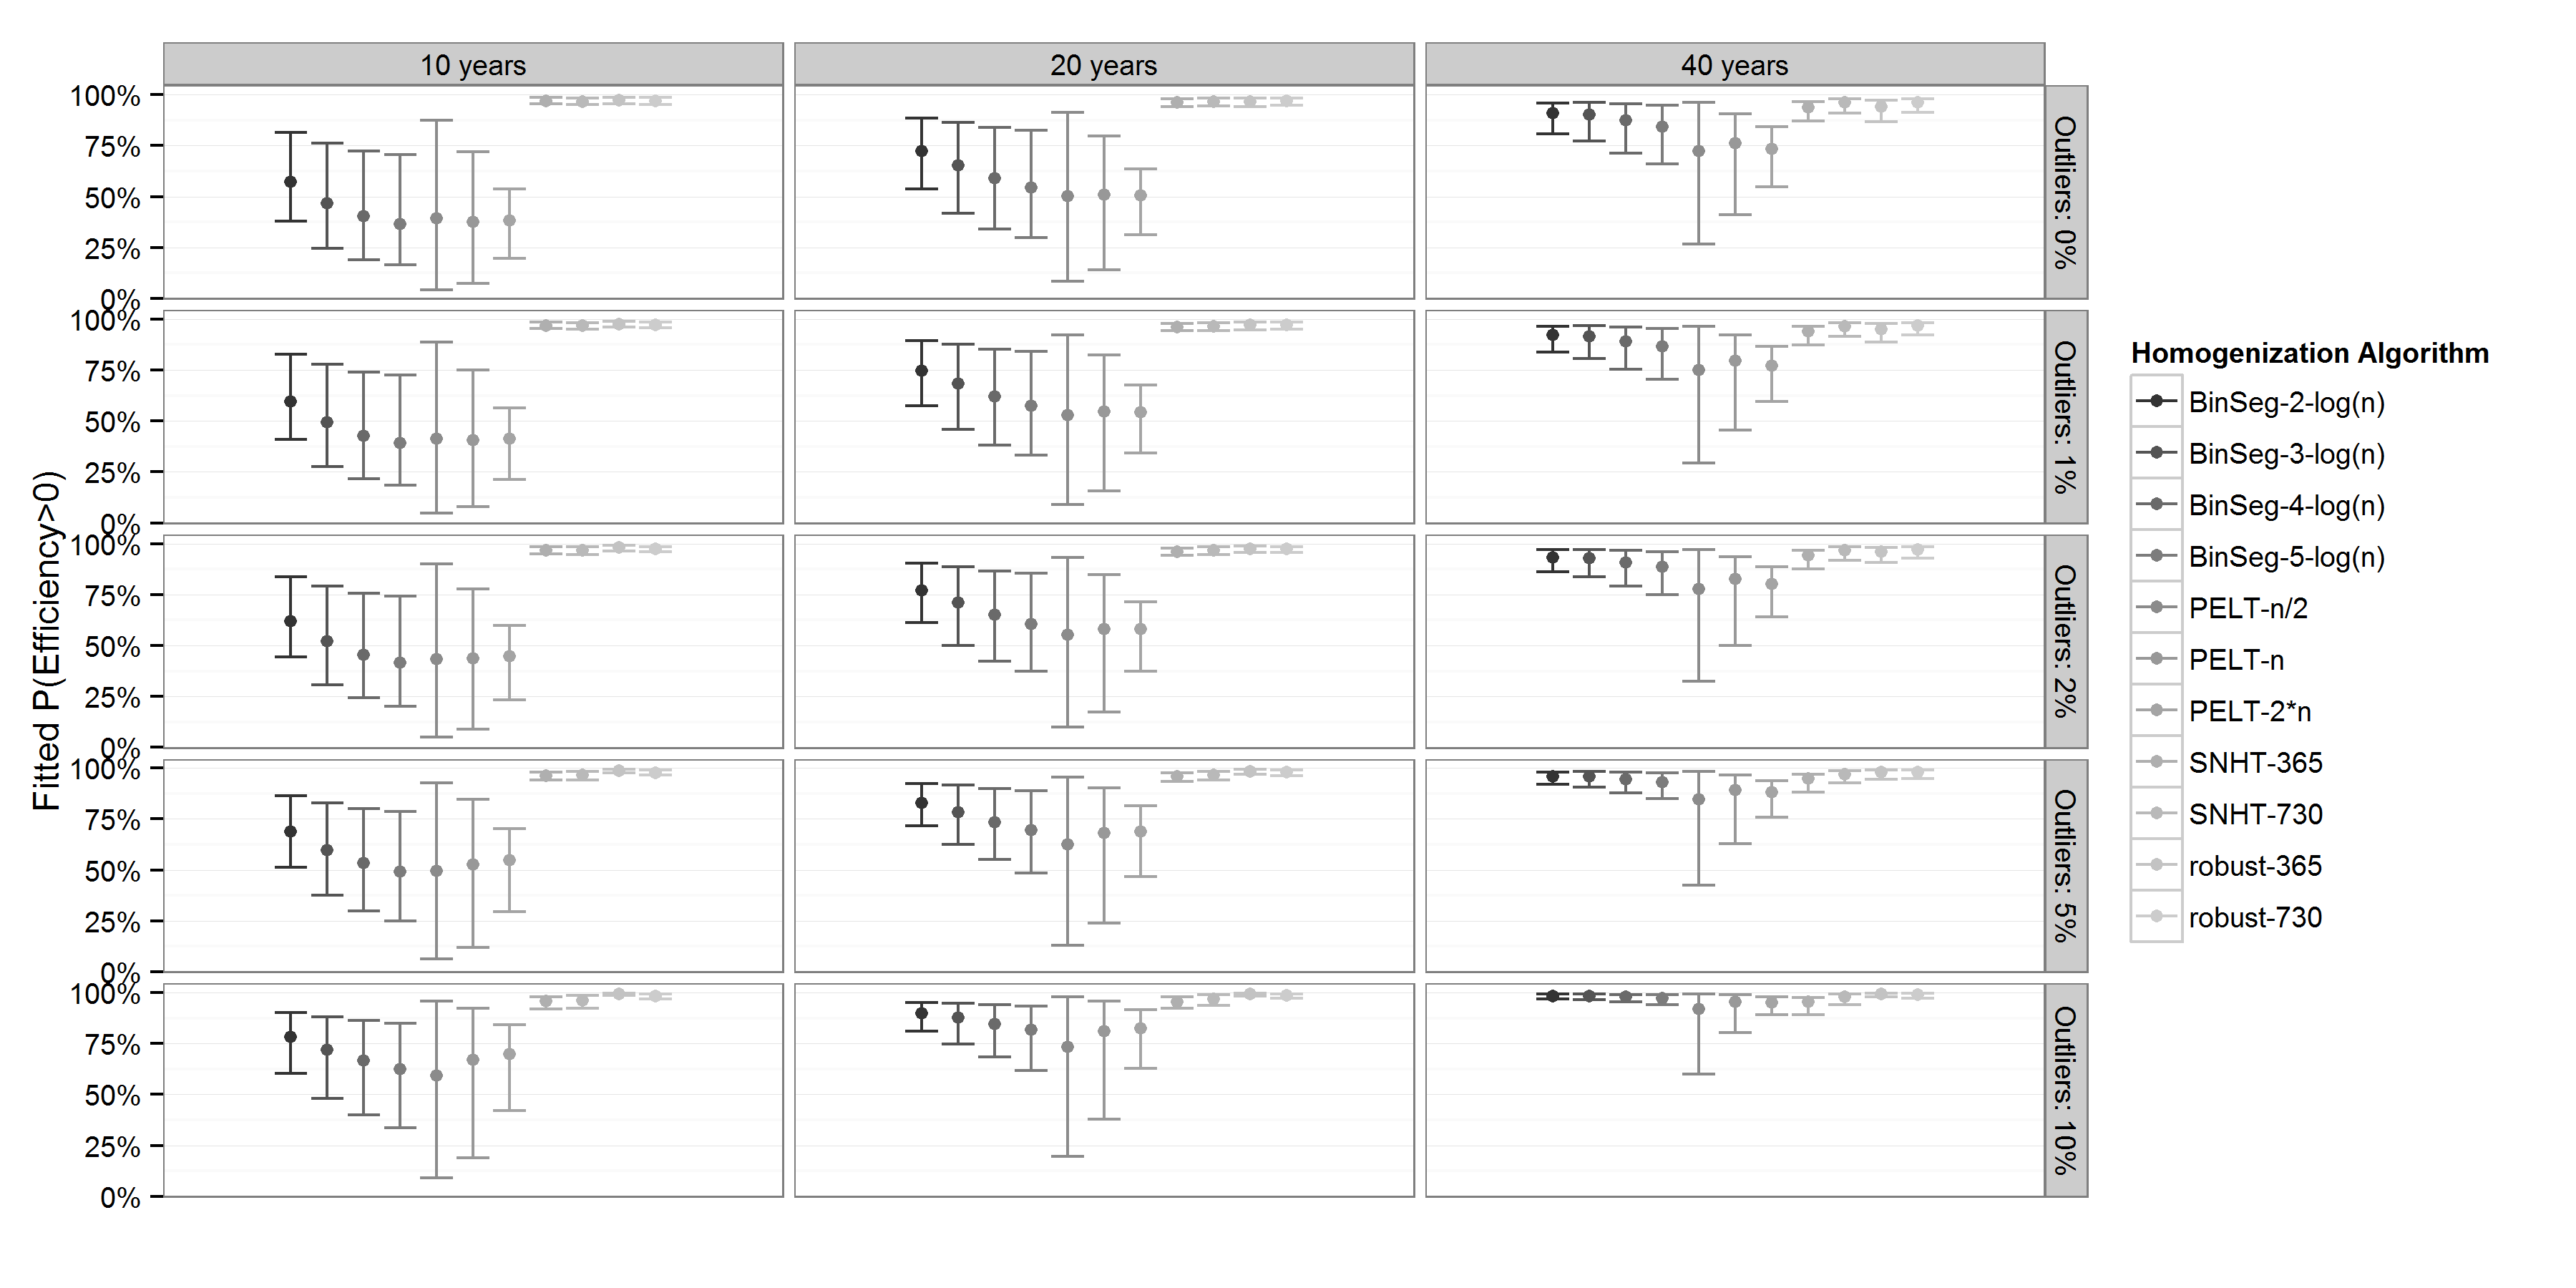 10 years
20 years
40 years
100%
75%
50%
25%
0%
Outliers: 0%
100%
75%
50%
25%
0%
Outliers: 1%
100%
75%
50%
25%
0%
Outliers: 2%
100%
75%
50%
25%
0%
Outliers: 5%
100%
75%
50%
25%
0%
Outliers: 10%
Fitted P(Efficiency>0)
Homogenization Algorithm
BinSeg-2-log(n)
BinSeg-3-log(n)
BinSeg-4-log(n)
BinSeg-5-log(n)
PELT-n/2
PELT-n
PELT-2*n
SNHT-365
SNHT-730
robust-365
robust-730